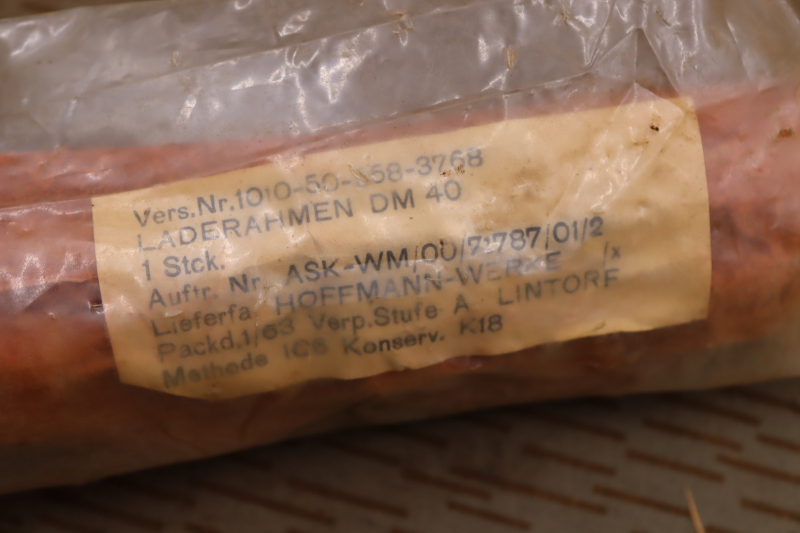 Vers.Nr.1010-50-358-3768
LADERAHMEN DM 40
1 Stck.
Auftr. Nr. ASK-WM/00/7:787/01/2
Lieferfa. HOFFMANN-WERKE /x
Packd.1/63 Verp.Stufe A LINTORF
Methode IC6 Konserv. K18